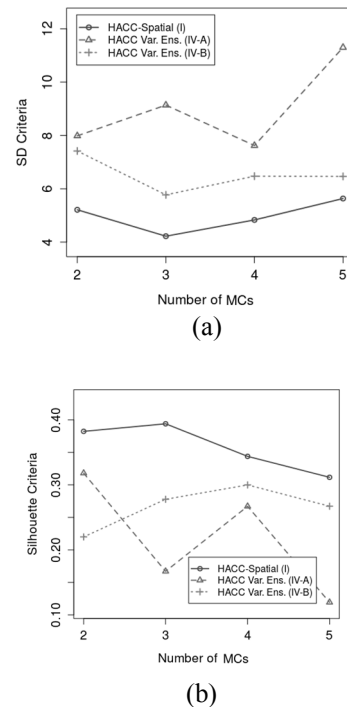 HACC-Spatial (I)
HACC Var. Ens. (IV-A)
HACC Var. Ens. (IV-B)
SD Criteria
12
10
8
6
4
2 3 4 5
Number of MCs
(a)
Silhouette Criteria
0.40
0.30
0.20
0.10
HACC-Spatial (I)
HACC Var. Ens. (IV-A)
HACC Var. Ens. (IV-B)
2 3 4 5
Number of MCs
(b)